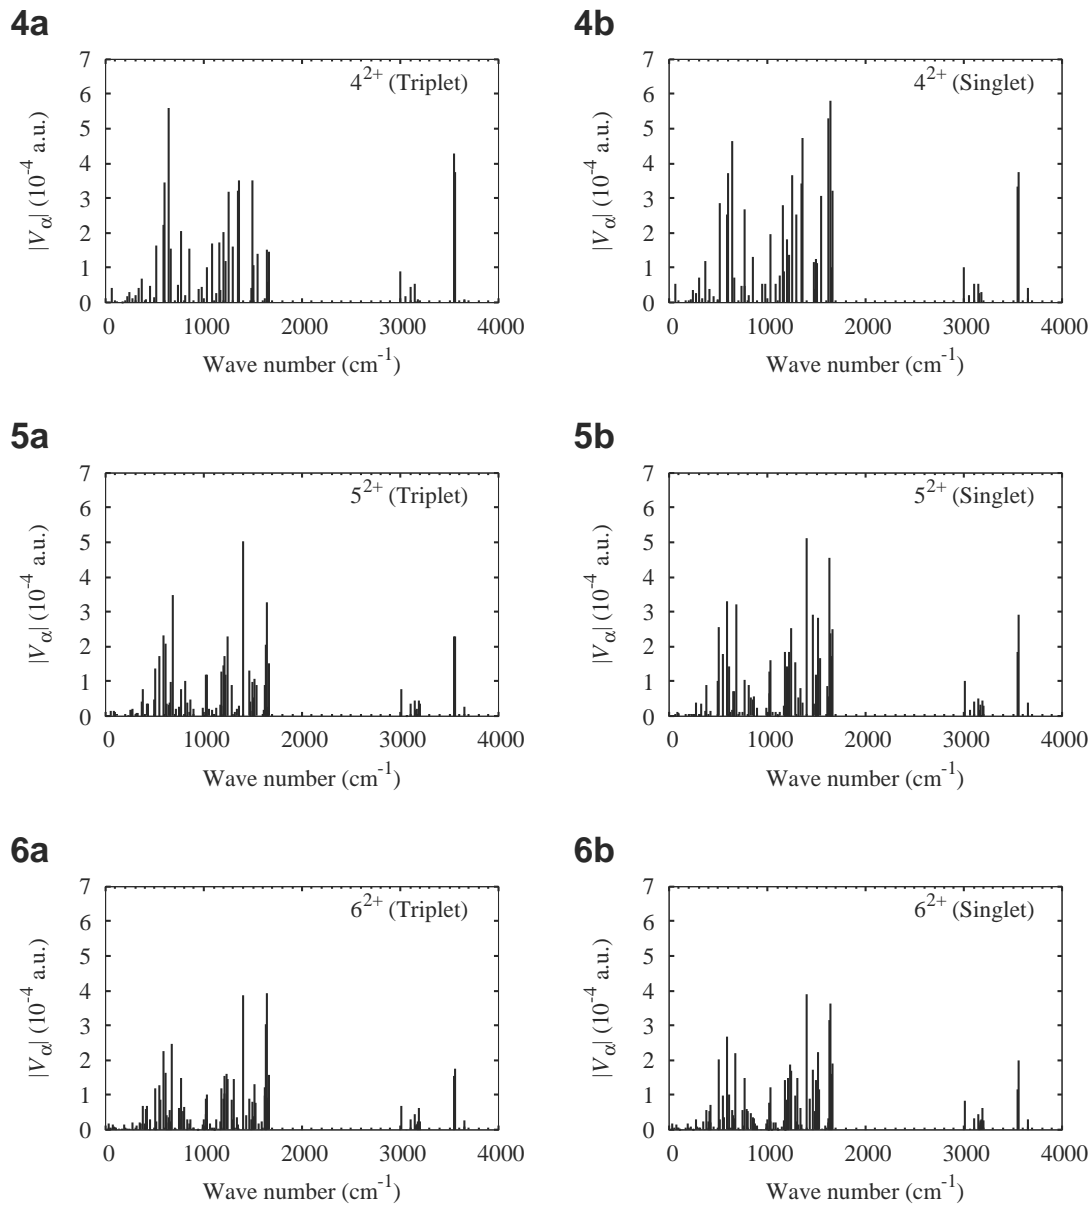 4a
4b
7
6
5
4
3
2
1
0
|Vα| (10-4 a.u.)
42+ (Triplet)
0 1000 2000 3000 4000
Wave number (cm-1)
7
6
5
4
3
2
1
0
|Vα| (10-4 a.u.)
42+ (Singlet)
0 1000 2000 3000 4000
Wave number (cm-1)
5a
5b
7
6
5
4
3
2
1
0
|Vα| (10-4 a.u.)
52+ (Triplet)
0 1000 2000 3000 4000
Wave number (cm-1)
7
6
5
4
3
2
1
0
|Vα| (10-4 a.u.)
52+ (Singlet)
0 1000 2000 3000 4000
Wave number (cm-1)
6a
6b
7
6
5
4
3
2
1
0
|Vα| (10-4 a.u.)
62+ (Triplet)
0 1000 2000 3000 4000
Wave number (cm-1)
7
6
5
4
3
2
1
0
|Vα| (10-4 a.u.)
62+ (Singlet)
0 1000 2000 3000 4000
Wave number (cm-1)